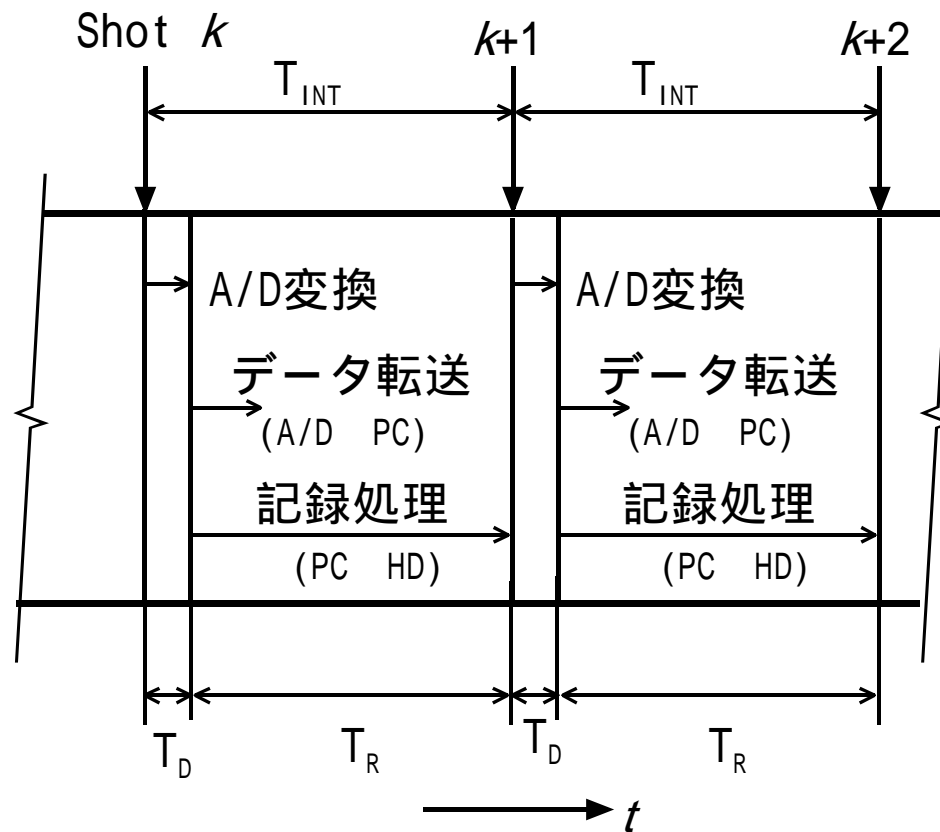 Shot k
k+1
k+2
T_INT
T_INT
A/D変換
A/D変換
データ転送
データ転送
(A/D PC)
(A/D PC)
記録処理
記録処理
(PC HD)
(PC HD)
T_D
T_R
T_D
T_R
t